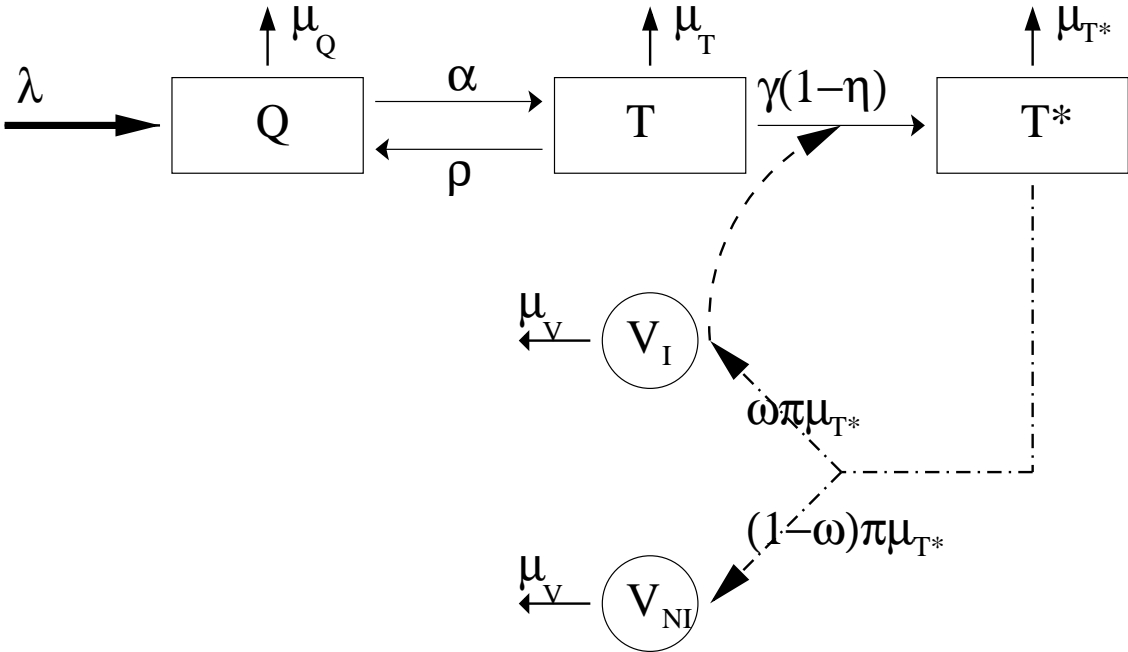 μ_Q
μ_T
μ_T*
λ
Q
α
ρ
T
γ(1−η)
T*
μ_V
V_I
ωπμ_T*
(1−ω)πμ_T*
μ_V
V_NI